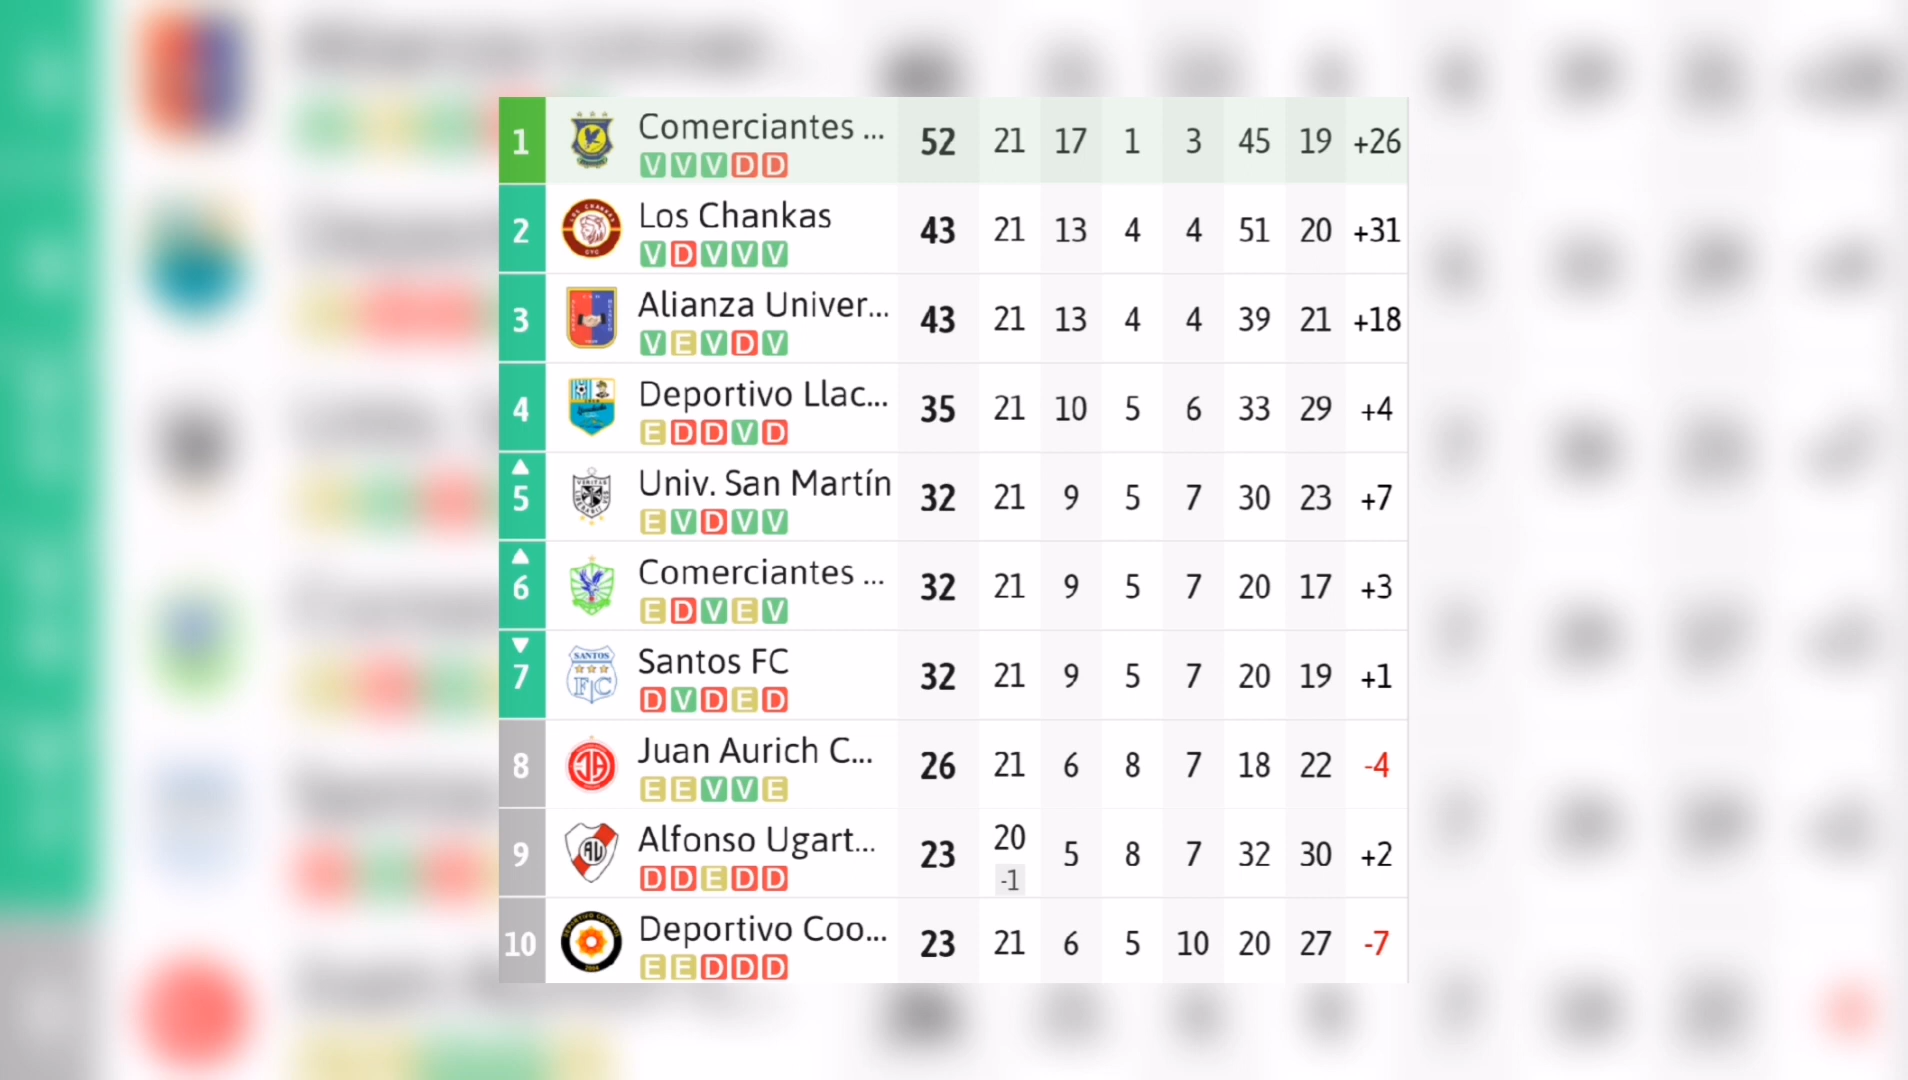 1 Comerciantes ... 52 21 17 1 3 45 19 +26
V V V D D
2 Los Chankas 43 21 13 4 4 51 20 +31
V D V V V
3 Alianza Univer... 43 21 13 4 4 39 21 +18
V E V D V
4 Deportivo Llac... 35 21 10 5 6 33 29 +4
E D D V D
5 Univ. San Martín 32 21 9 5 7 30 23 +7
E V D V V
6 Comerciantes ... 32 21 9 5 7 20 17 +3
E D V E V
7 Santos FC 32 21 9 5 7 20 19 +1
SANTOS
FC
D V D E D
8 Juan Aurich C... 26 21 6 8 7 18 22 -4
JA
E E V V E
9 Alfonso Ugart... 23 20 5 8 7 32 30 +2
AU
D D E D D -1
10 Deportivo Coo... 23 21 6 5 10 20 27 -7
E E D D D